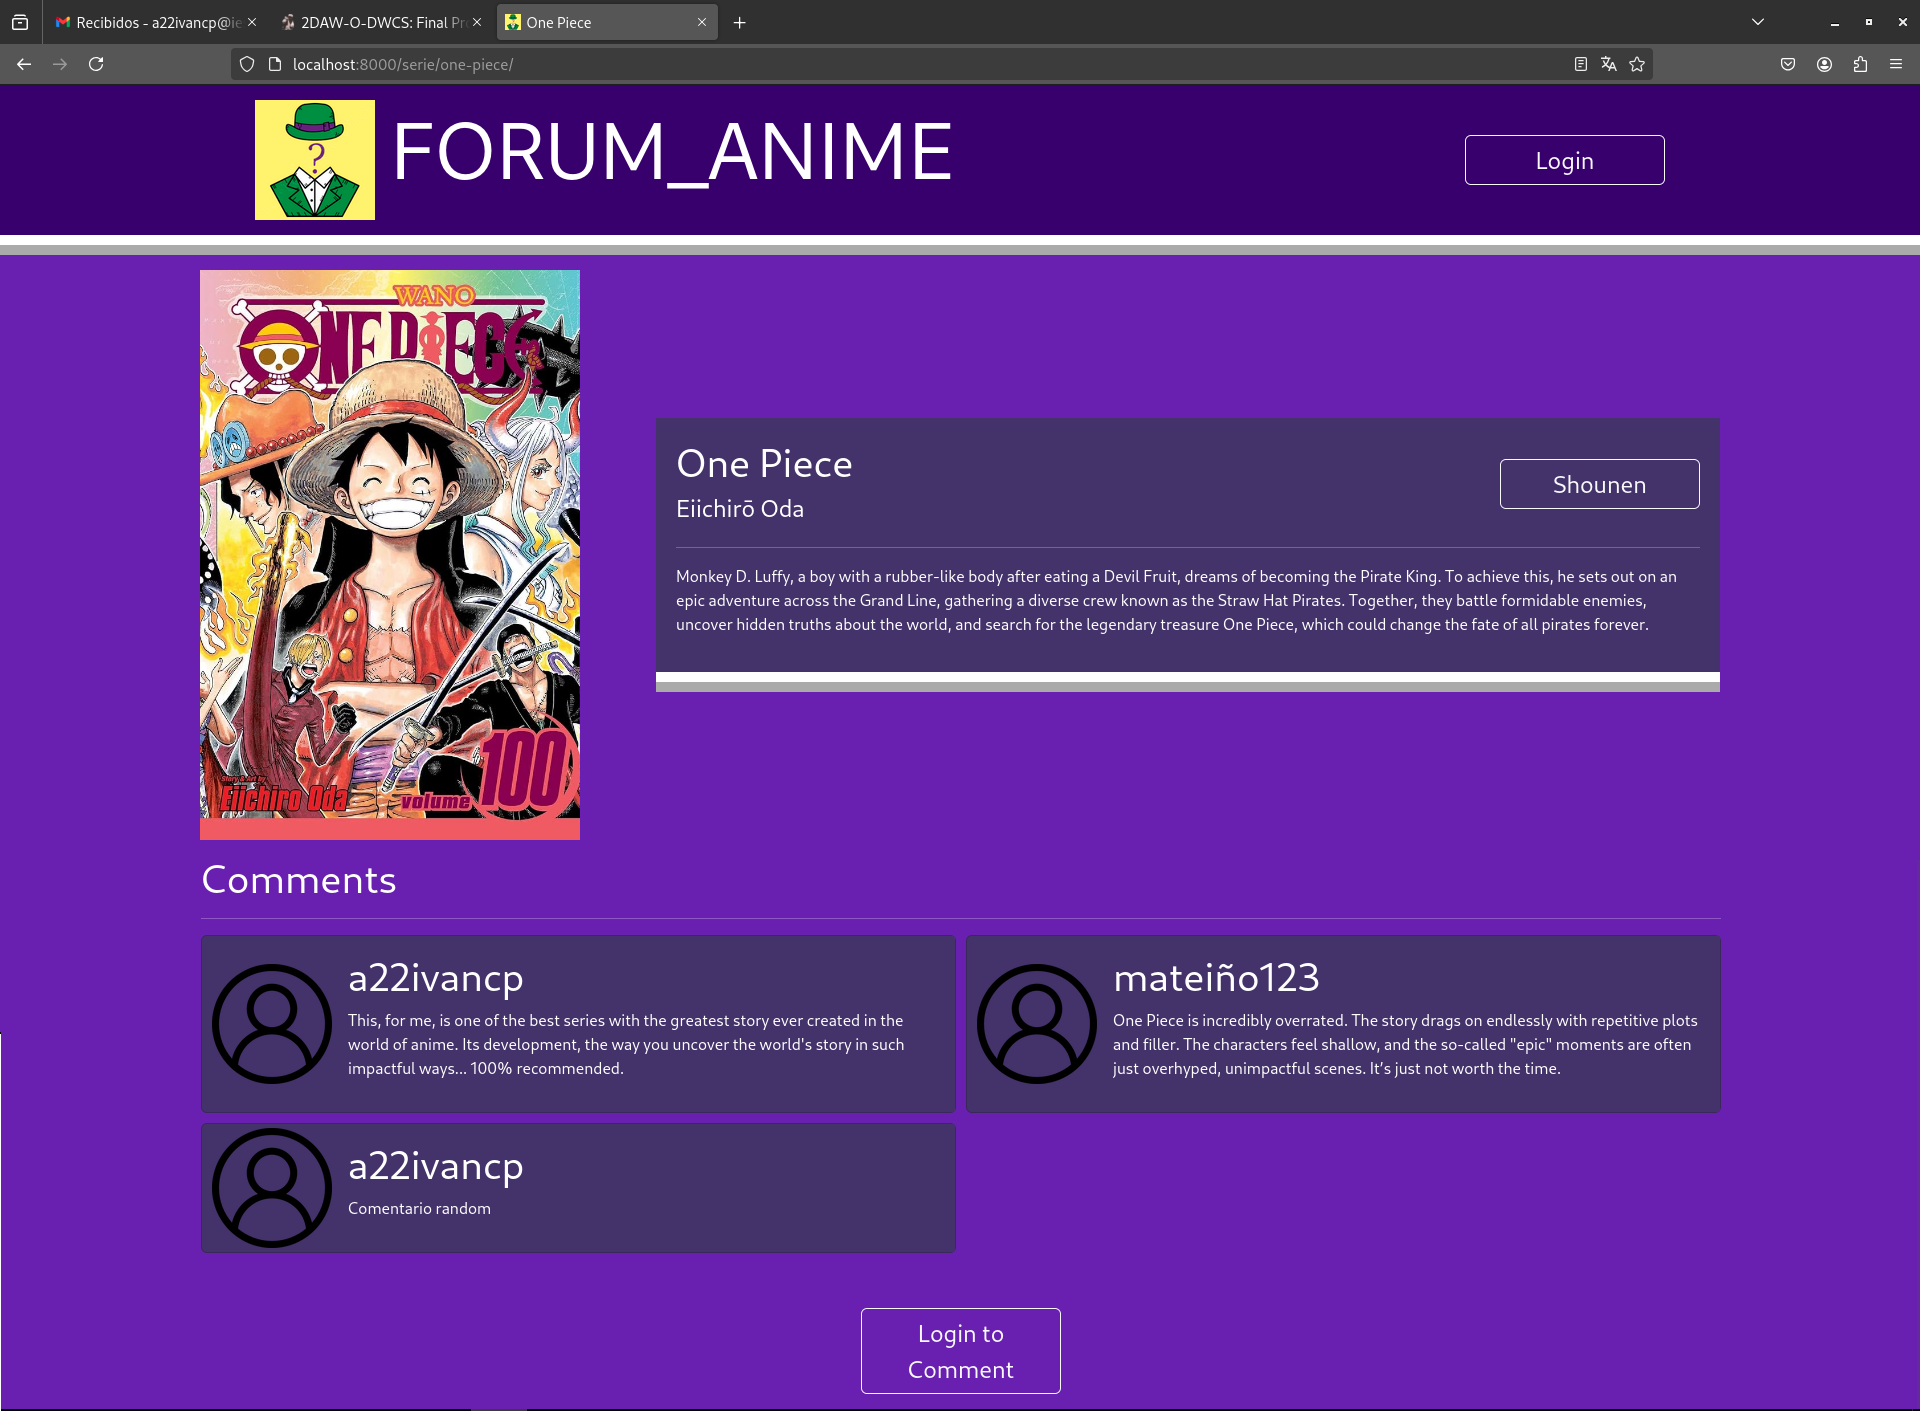 Recibidos - a22ivancp@ie
2DAW-O-DWCS: Final Pr
One Piece
localhost:8000/serie/one-piece/
?
FORUM_ANIME
Login
WANO
ONE PIECE
Story & Art by
Eiichiro Oda
volume 100
One Piece
Eiichirō Oda
Shounen
Monkey D. Luffy, a boy with a rubber-like body after eating a Devil Fruit, dreams of becoming the Pirate King. To achieve this, he sets out on an
epic adventure across the Grand Line, gathering a diverse crew known as the Straw Hat Pirates. Together, they battle formidable enemies,
uncover hidden truths about the world, and search for the legendary treasure One Piece, which could change the fate of all pirates forever.
Comments
a22ivancp
This, for me, is one of the best series with the greatest story ever created in the
world of anime. Its development, the way you uncover the world's story in such
impactful ways... 100% recommended.
mateiño123
One Piece is incredibly overrated. The story drags on endlessly with repetitive plots
and filler. The characters feel shallow, and the so-called "epic" moments are often
just overhyped, unimpactful scenes. It’s just not worth the time.
a22ivancp
Comentario random
Login to
Comment